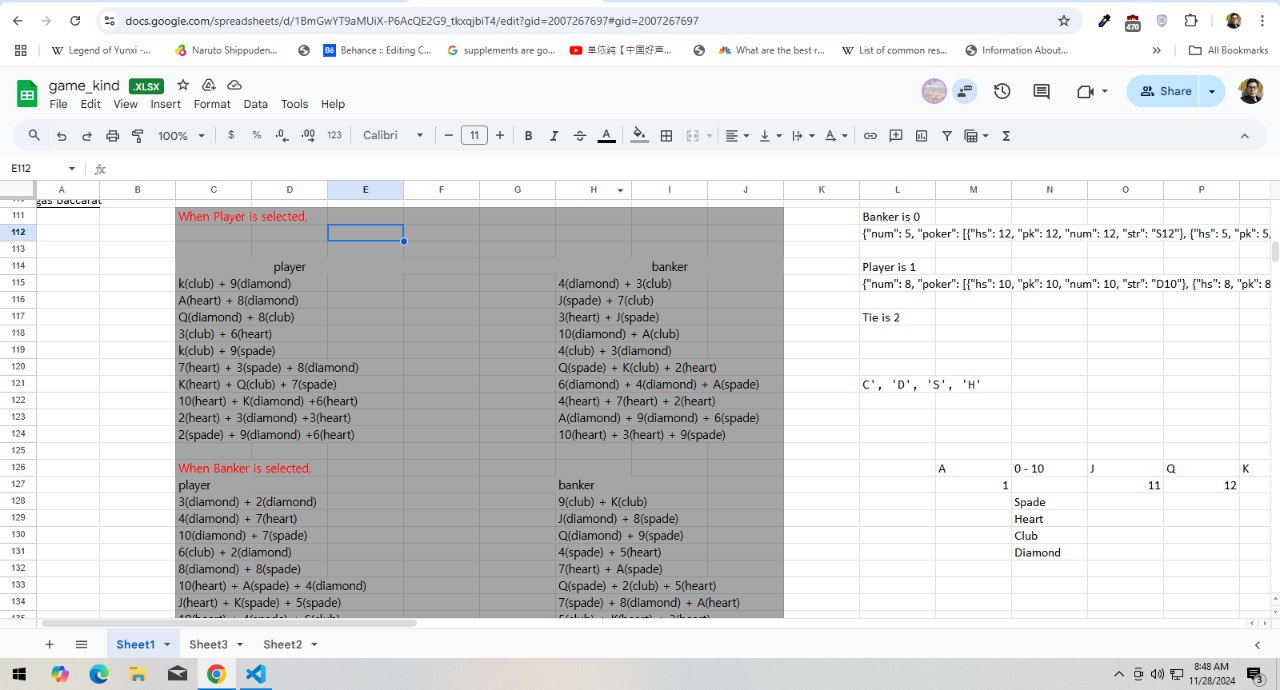 docs.google.com/spreadsheets/d/1BmGwYT9aMUiX-P6AcQE2G9_tkxqjbiT4/edit?gid=2007267697#gid=2007267697
470
Legend of Yunxi -... Naruto Shippuden... Behance :: Editing C... supplements are go... 单依纯【中国好声... What are the best r... List of common res... Information About... All Bookmarks
game_kind .XLSX
File Edit View Insert Format Data Tools Help
Share
100% $ % .0 .00 123 Calibri 11 B I A
E112 fx
A B C D E F G H I J K L M N O P
gas Baccarat
111 When Player is selected, Banker is 0
112 {"num": 5, "poker": [{"hs": 12, "pk": 12, "num": 12, "str": "S12"}, {"hs": 5, "pk": 5,
113
114 player banker Player is 1
115 k(club) + 9(diamond) 4(diamond) + 3(club) {"num": 8, "poker": [{"hs": 10, "pk": 10, "num": 10, "str": "D10"}, {"hs": 8, "pk": 8
116 A(heart) + 8(diamond) J(spade) + 7(club)
117 Q(diamond) + 8(club) 3(heart) + J(spade) Tie is 2
118 3(club) + 6(heart) 10(diamond) + A(club)
119 k(club) + 9(spade) 4(club) + 3(diamond)
120 7(heart) + 3(spade) + 8(diamond) Q(spade) + K(club) + 2(heart)
121 K(heart) + Q(club) + 7(spade) 6(diamond) + 4(diamond) + A(spade) C', 'D', 'S', 'H'
122 10(heart) + K(diamond) +6(heart) 4(heart) + 7(heart) + 2(heart)
123 2(heart) + 3(diamond) +3(heart) A(diamond) + 9(diamond) + 6(spade)
124 2(spade) + 9(diamond) +6(heart) 10(heart) + 3(heart) + 9(spade)
125
126 When Banker is selected, A 0 - 10 J Q K
127 player banker 1 11 12
128 3(diamond) + 2(diamond) 9(club) + K(club) Spade
129 4(diamond) + 7(heart) J(diamond) + 8(spade) Heart
130 10(diamond) + 7(spade) Q(diamond) + 9(spade) Club
131 6(club) + 2(diamond) 4(spade) + 5(heart) Diamond
132 8(diamond) + 8(spade) 7(heart) + A(spade)
133 10(heart) + A(spade) + 4(diamond) Q(spade) + 2(club) + 5(heart)
134 J(heart) + K(spade) + 5(spade) 7(spade) + 8(diamond) + A(heart)
Sheet1 Sheet3 Sheet2
8:48 AM
11/28/2024
3